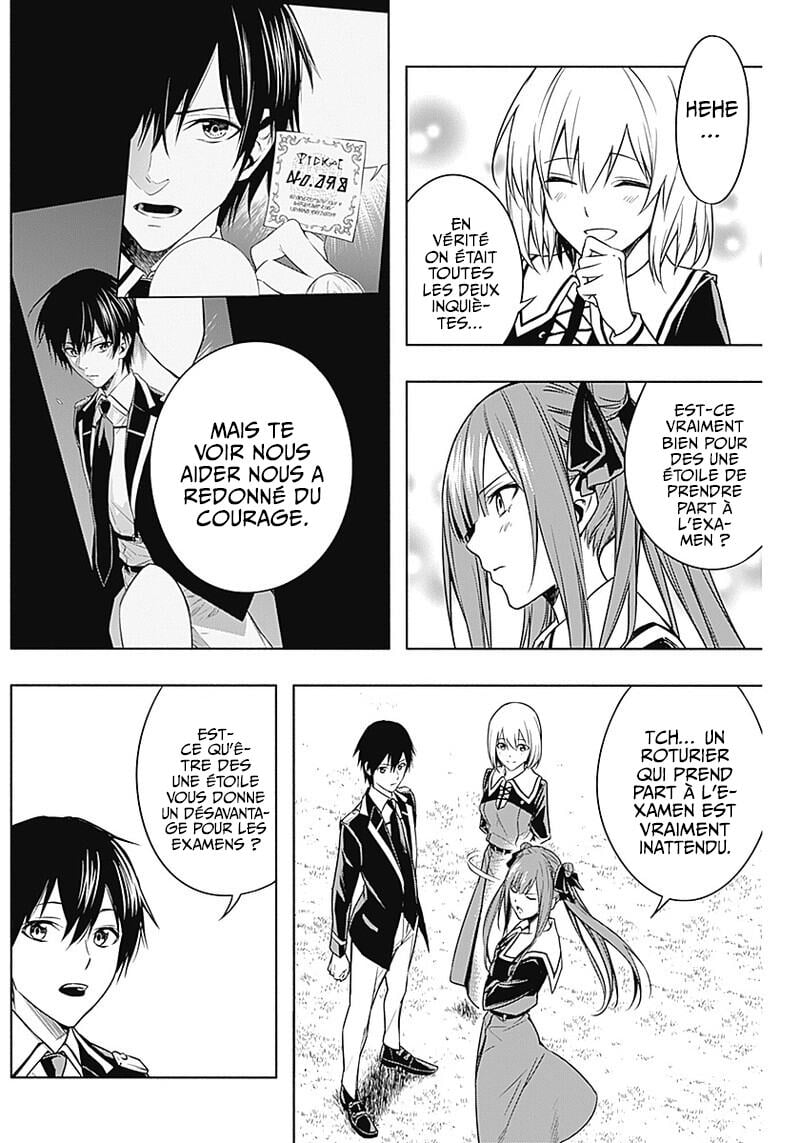 HEHE
...
EN
VÉRITÉ
ON ÉTAIT
TOUTES
LES DEUX
INQUIÈ-
TES...
EST-CE
VRAIMENT
BIEN POUR
DES UNE
ÉTOILE DE
PRENDRE
PART À
L'EXA-
MEN ?
NO.298
MAIS TE
VOIR NOUS
AIDER NOUS A
REDONNÉ DU
COURAGE.
TCH... UN
ROTURIER
QUI PREND
PART À L'E-
XAMEN EST
VRAIMENT
INATTENDU.
EST-
CE QU'Ê-
TRE DES
UNE ÉTOILE
VOUS DONNE
UN DÉSAVANTA-
GE POUR LES
EXAMENS ?